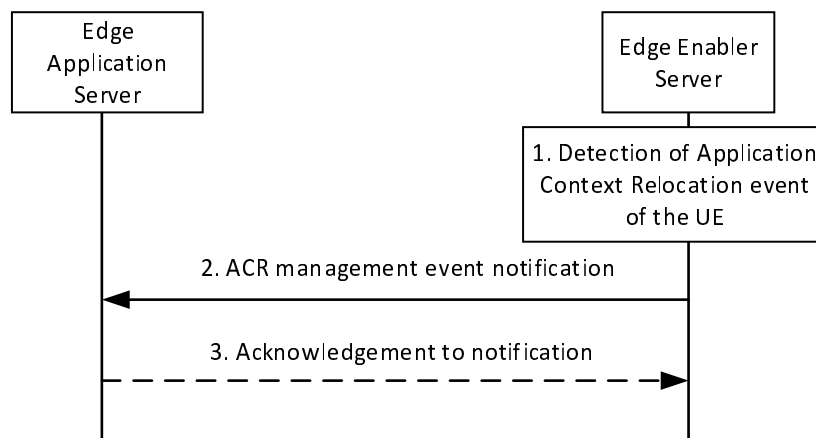 Edge
Application
Server
Edge Enabler
Server
1. Detection of Application
Context Relocation event
of the UE
2. ACR management event notification
3. Acknowledgement to notification